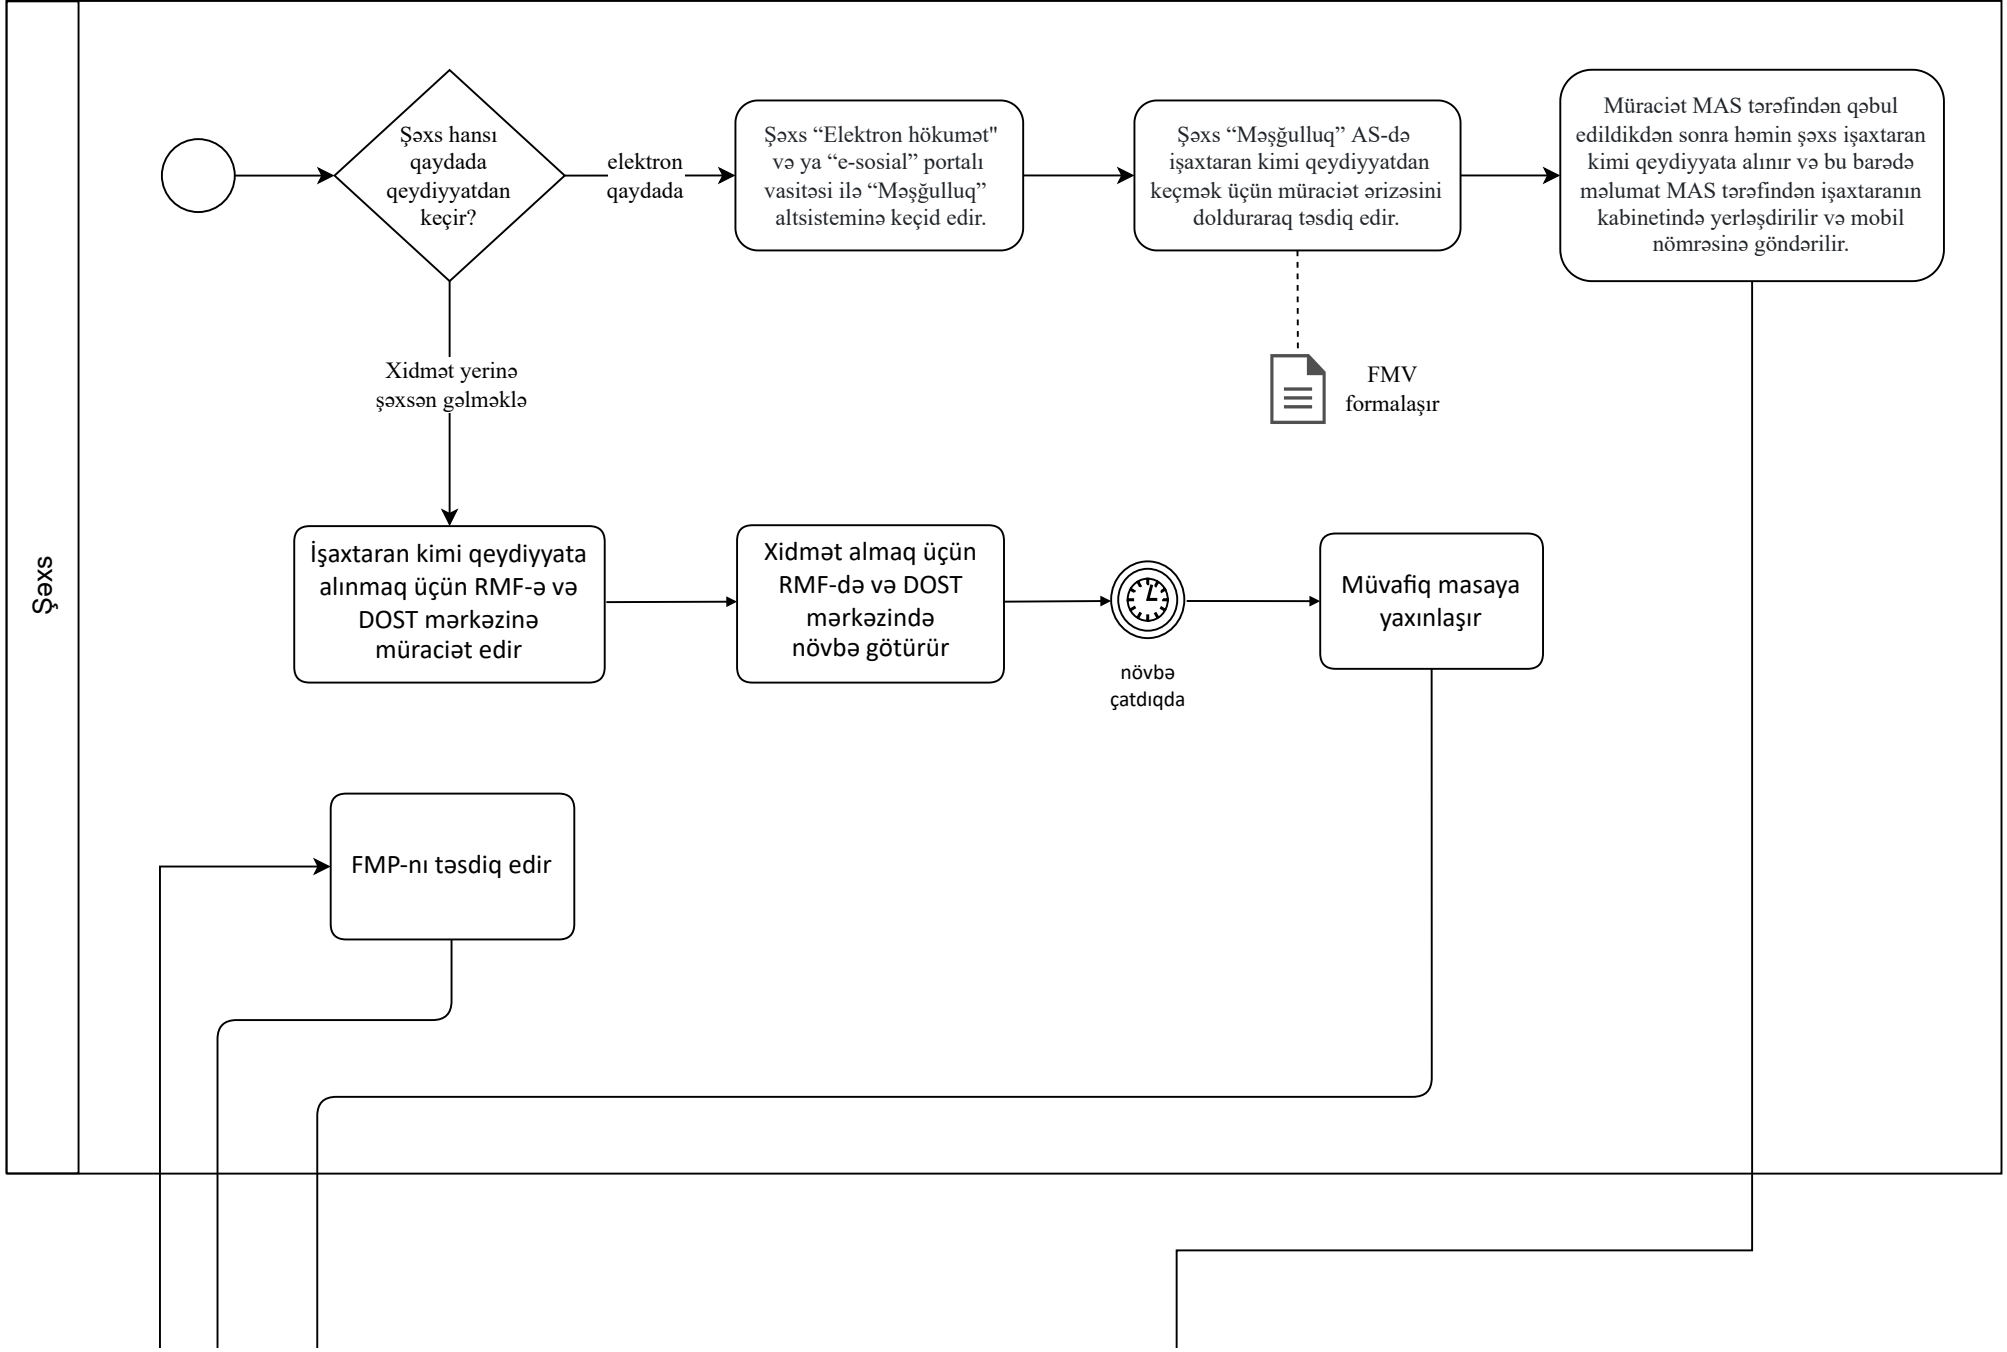 Şəxs
Şəxs hansı
qaydada
qeydiyyatdan
keçir?
elektron
qaydada
Şəxs “Elektron hökumət"
və ya “e-sosial” portalı
vasitəsi ilə “Məşğulluq”
altsisteminə keçid edir.
Şəxs “Məşğulluq” AS-də
işaxtaran kimi qeydiyyatdan
keçmək üçün müraciət ərizəsini
dolduraraq təsdiq edir.
Müraciət MAS tərəfindən qəbul
edildikdən sonra həmin şəxs işaxtaran
kimi qeydiyyata alınır və bu barədə
məlumat MAS tərəfindən işaxtaranın
kabinetində yerləşdirilir və mobil
nömrəsinə göndərilir.
Xidmət yerinə
şəxsən gəlməklə
FMV
formalaşır
İşaxtaran kimi qeydiyyata
alınmaq üçün RMF-ə və
DOST mərkəzinə
müraciət edir
Xidmət almaq üçün
RMF-də və DOST
mərkəzində
növbə götürür
növbə
çatdıqda
Müvafiq masaya
yaxınlaşır
FMP-nı təsdiq edir